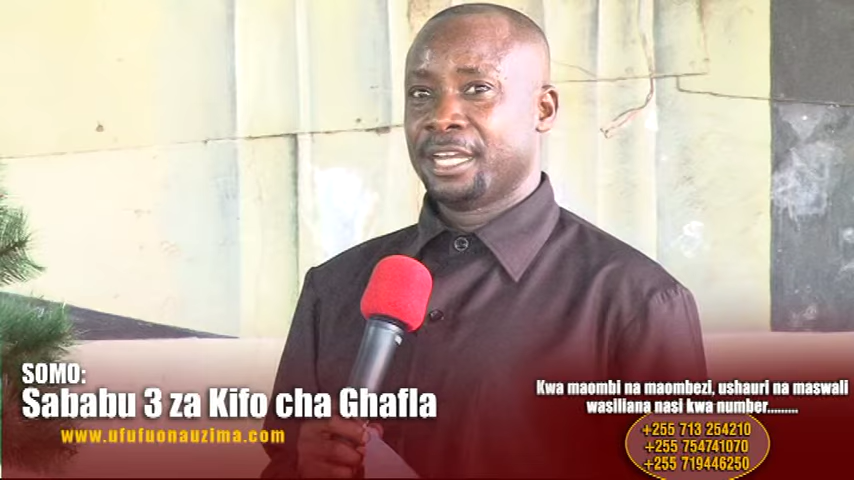 SOMO:
Sababu 3 za Kifo cha Ghafla
www.ufufuonauzima.com
Kwa maombi na maombezi, ushauri na maswali
wasiliana nasi kwa number.........
+255 713 254210
+255 754741070
+255 719446250